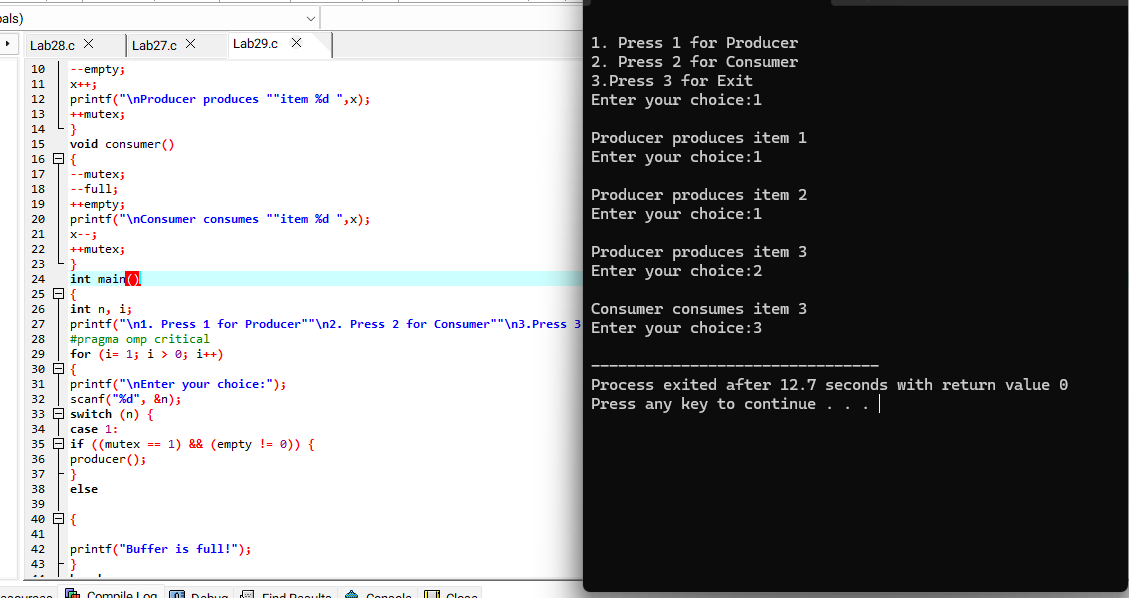 als)
Lab28.c
Lab27.c
Lab29.c
10 --empty;
11 x++;
12 printf("\nProducer produces ""item %d ",x);
13 ++mutex;
14 }
15 void consumer()
16 {
17 --mutex;
18 --full;
19 ++empty;
20 printf("\nConsumer consumes ""item %d ",x);
21 x--;
22 ++mutex;
23 }
24 int main()
25 {
26 int n, i;
27 printf("\n1. Press 1 for Producer""\n2. Press 2 for Consumer""\n3.Press 3
28 #pragma omp critical
29 for (i= 1; i > 0; i++)
30 {
31 printf("\nEnter your choice:");
32 scanf("%d", &n);
33 switch (n) {
34 case 1:
35 if ((mutex == 1) && (empty != 0)) {
36 producer();
37 }
38 else
39
40 {
41
42 printf("Buffer is full!");
43 }
Compile Log
Debug
Find Results
Console
Close
1. Press 1 for Producer
2. Press 2 for Consumer
3.Press 3 for Exit
Enter your choice:1
Producer produces item 1
Enter your choice:1
Producer produces item 2
Enter your choice:1
Producer produces item 3
Enter your choice:2
Consumer consumes item 3
Enter your choice:3
--------------------------------
Process exited after 12.7 seconds with return value 0
Press any key to continue . . .